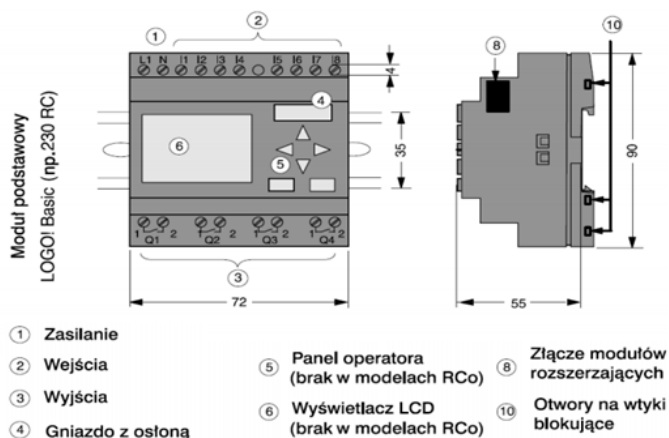 1
2
L1 N I1 I2 I3 I4 I5 I6 I7 I8
4
4
6
5
35
1 Q1 2 1 Q2 2 1 Q3 2 1 Q4 2
3
72
Moduł podstawowy
LOGO! Basic (np.230 RC)
8
10
90
55
1 Zasilanie
2 Wejścia
3 Wyjścia
4 Gniazdo z osłoną
5 Panel operatora
(brak w modelach RCo)
6 Wyświetlacz LCD
(brak w modelach RCo)
8 Złącze modułów
rozszerzających
10 Otwory na wtyki
blokujące